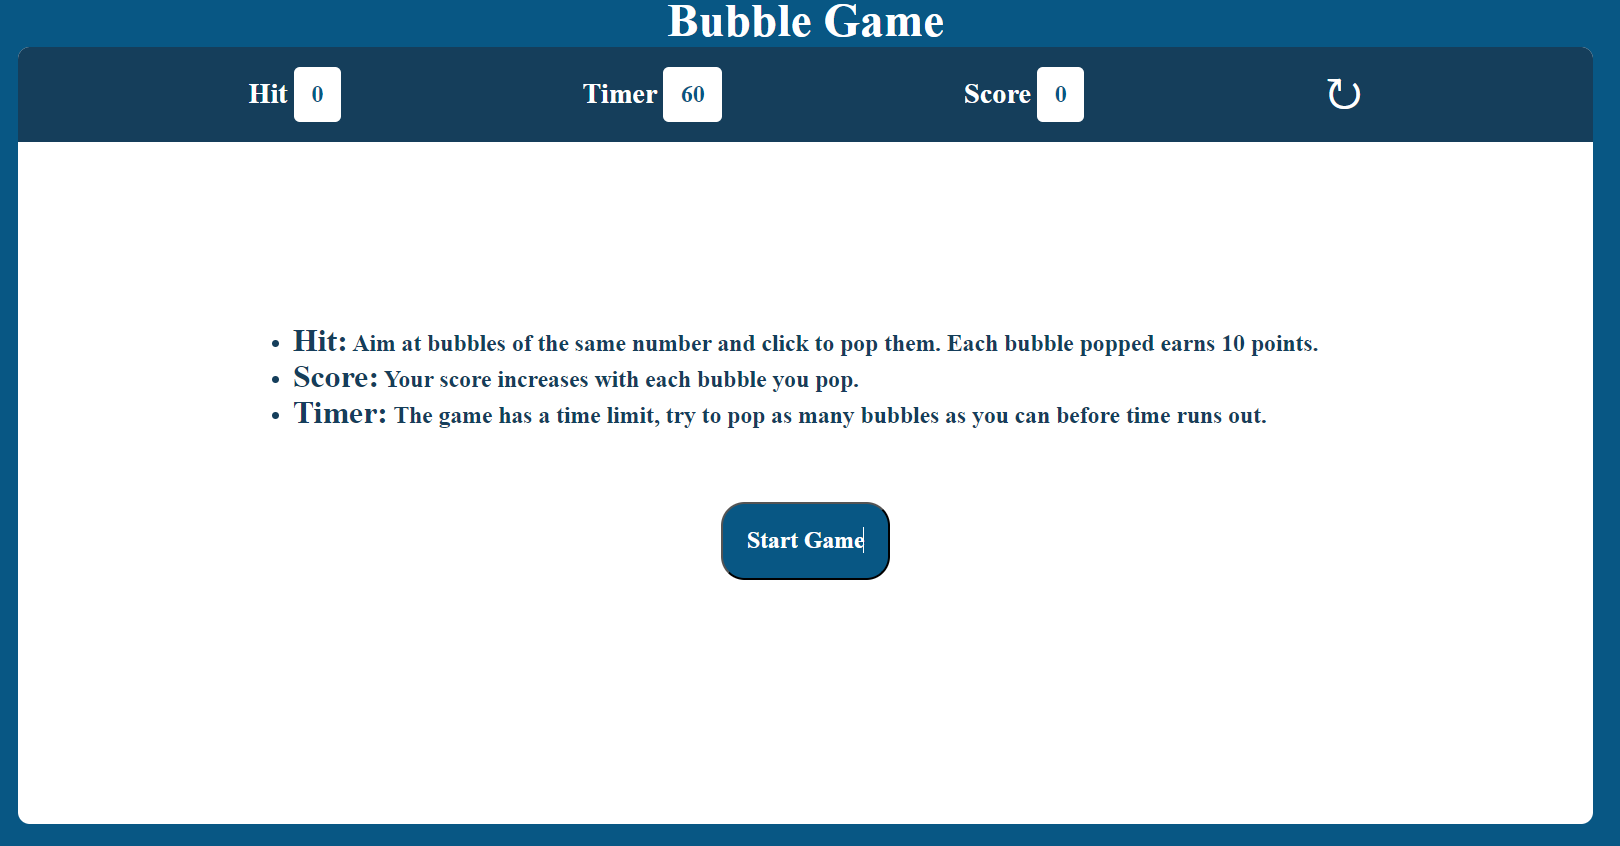 Bubble Game
Hit 0 Timer 60 Score 0 ↻
• Hit: Aim at bubbles of the same number and click to pop them. Each bubble popped earns 10 points.
• Score: Your score increases with each bubble you pop.
• Timer: The game has a time limit, try to pop as many bubbles as you can before time runs out.
Start Game